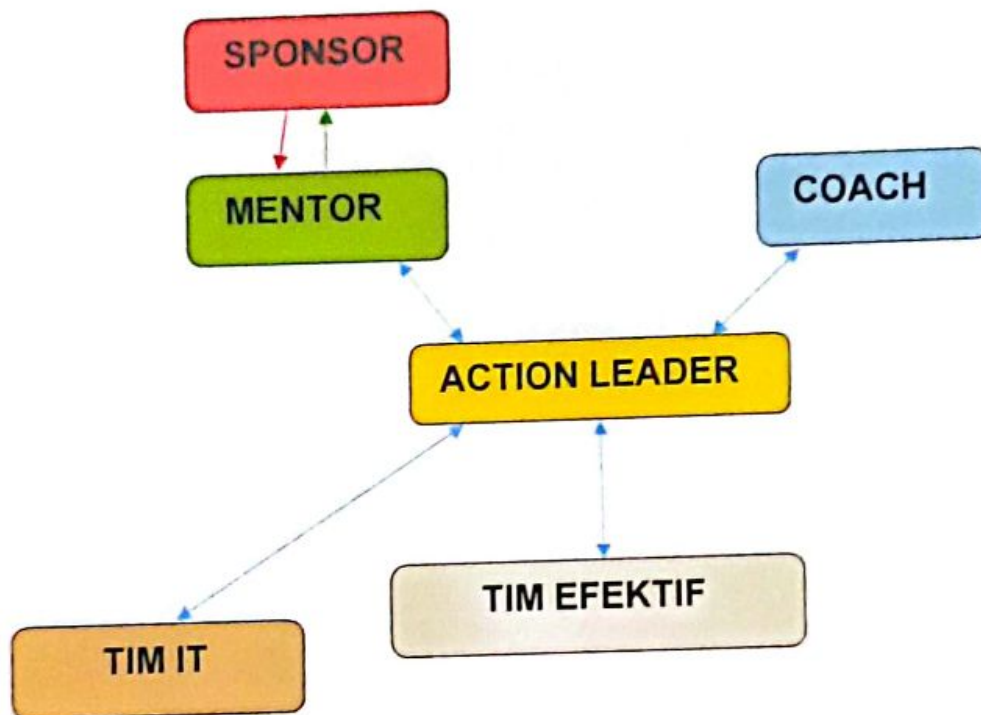 SPONSOR
MENTOR
COACH
ACTION LEADER
TIM EFEKTIF
TIM IT